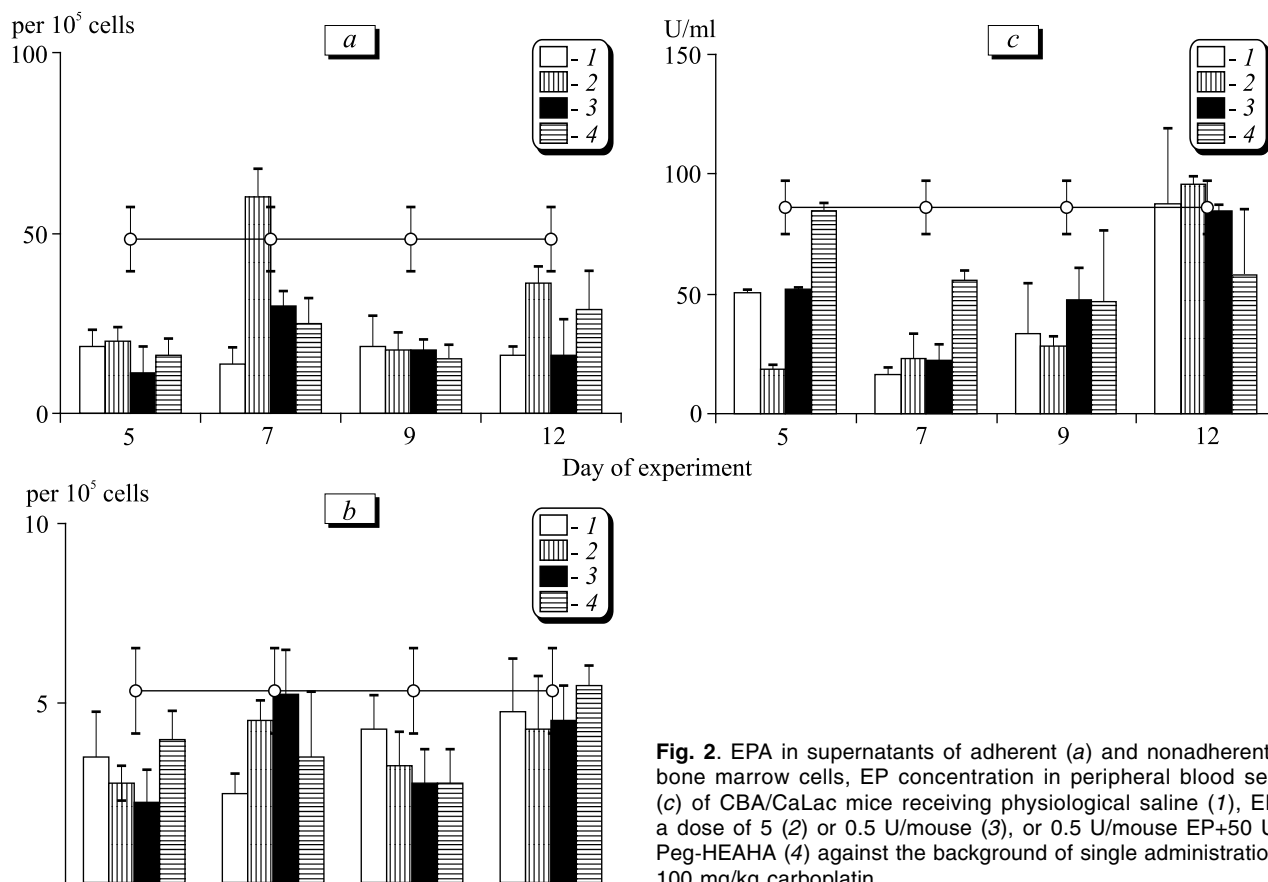 per 10⁵ cells
a
100
50
0
- 1
- 2
- 3
- 4
5 7 9 12
U/ml
c
150
100
50
0
- 1
- 2
- 3
- 4
5 7 9 12
Day of experiment
per 10⁵ cells
b
10
5
- 1
- 2
- 3
- 4
Fig. 2. EPA in supernatants of adherent (a) and nonadherent
bone marrow cells, EP concentration in peripheral blood se
(c) of CBA/CaLac mice receiving physiological saline (1), E
a dose of 5 (2) or 0.5 U/mouse (3), or 0.5 U/mouse EP+50 U
Peg-HEAHA (4) against the background of single administratio
100 mg/kg carboplatin